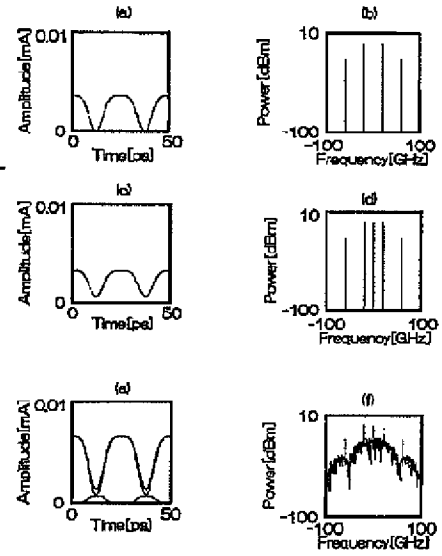 (a)
(b)
Amplitude[mA]
0.01
0
0
50
Time[ps]
Power[dBm]
10
-100
-100
100
Frequency[GHz]
(c)
(d)
Amplitude[mA]
0.01
0
0
50
Time[ps]
Power[dBm]
10
-100
-100
100
Frequency[GHz]
(e)
(f)
Amplitude[mA]
0.01
0
0
50
Time[ps]
Power[dBm]
10
-100
-100
100
Frequency[GHz]